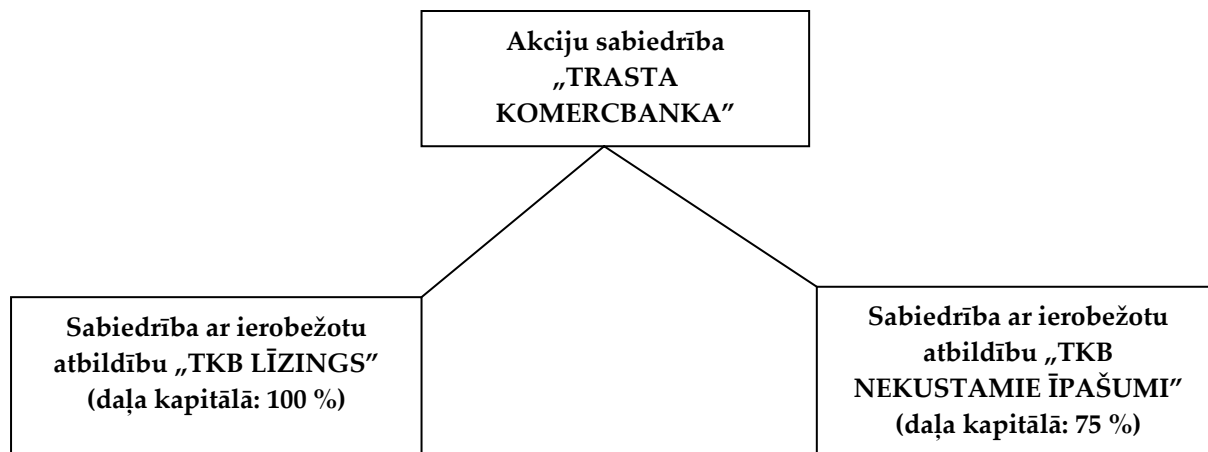 Akciju sabiedrība
„TRASTA
KOMERCBANKA”
Sabiedrība ar ierobežotu
atbildību „TKB LĪZINGS”
(daļa kapitālā: 100 %)
Sabiedrība ar ierobežotu
atbildību „TKB
NEKUSTAMIE ĪPAŠUMI”
(daļa kapitālā: 75 %)